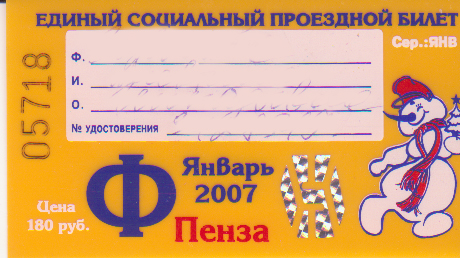 ЕДИНЫЙ СОЦИАЛЬНЫЙ ПРОЕЗДНОЙ БИЛЕТ
Сер.:ЯНВ
05718
Ф.
И.
О.
№ УДОСТОВЕРЕНИЯ
Ф
Январь
2007
Цена
180 руб.
Пенза